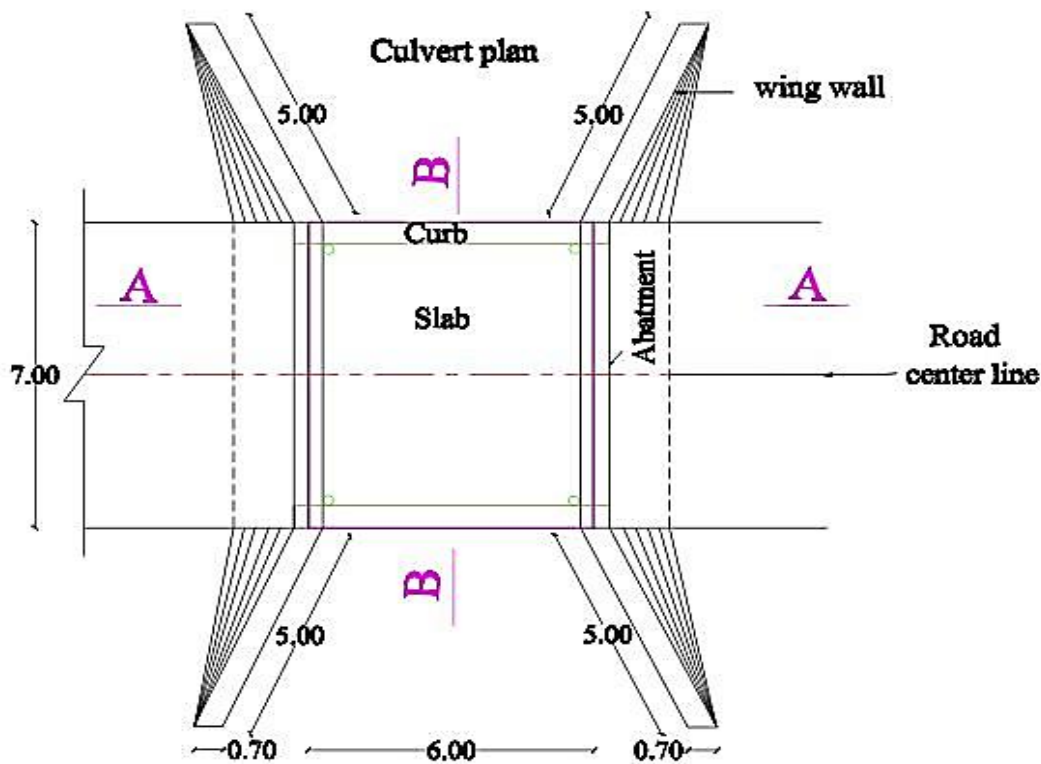 Culvert plan
wing wall
5.00
5.00
B
Curb
A
Slab
Abatment
A
Road
center line
7.00
B
5.00
5.00
0.70
6.00
0.70